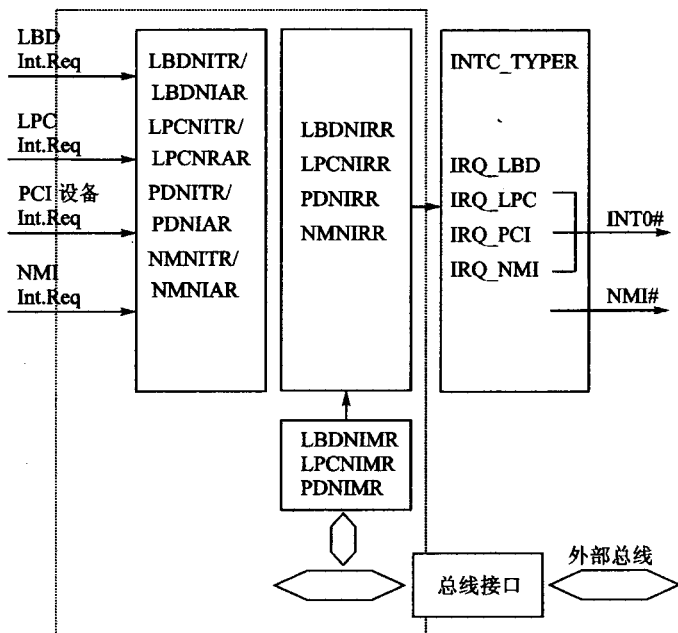 LBD
Int.Req
LPC
Int.Req
PCI 设备
Int.Req
NMI
Int.Req
LBDNITR/
LBDNIAR
LPCNITR/
LPCNRAR
PDNITR/
PDNIAR
NMNITR/
NMNIAR
LBDNIRR
LPCNIRR
PDNIRR
NMNIRR
INTC_TYPER
IRQ_LBD
IRQ_LPC
IRQ_PCI
IRQ_NMI
INT0#
NMI#
LBDNIMR
LPCNIMR
PDNIMR
总线接口
外部总线